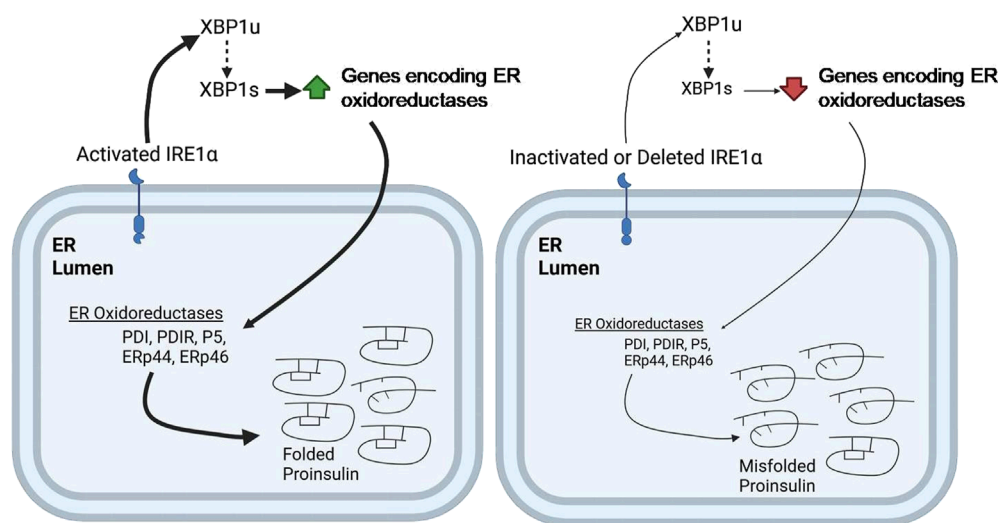 XBP1u
XBP1s
Genes encoding ER
oxidoreductases
Activated IRE1α
ER
Lumen
ER Oxidoreductases
PDI, PDIR, P5,
ERp44, ERp46
Folded
Proinsulin
XBP1u
XBP1s
Genes encoding ER
oxidoreductases
Inactivated or Deleted IRE1α
ER
Lumen
ER Oxidoreductases
PDI, PDIR, P5,
ERp44, ERp46
Misfolded
Proinsulin